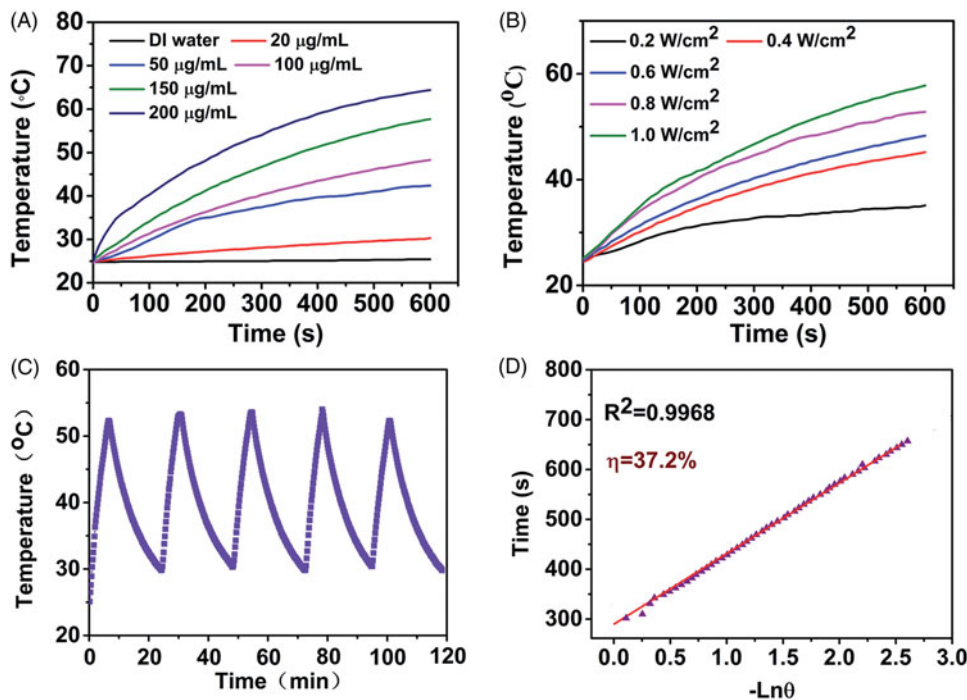 (A)
80
70
60
50
40
30
20
Temperature (◦C)
DI water 20 μg/mL
50 μg/mL 100 μg/mL
150 μg/mL
200 μg/mL
0 100 200 300 400 500 600
Time (s)
(B)
60
40
20
Temperature (⁰C)
0.2 W/cm² 0.4 W/cm²
0.6 W/cm²
0.8 W/cm²
1.0 W/cm²
0 100 200 300 400 500 600
Time (s)
(C)
60
50
40
30
20
Temperature (⁰C)
0 20 40 60 80 100 120
Time (min)
(D)
800
700
600
500
400
300
Time (s)
R²=0.9968
η=37.2%
0.0 0.5 1.0 1.5 2.0 2.5 3.0
-Lnθ